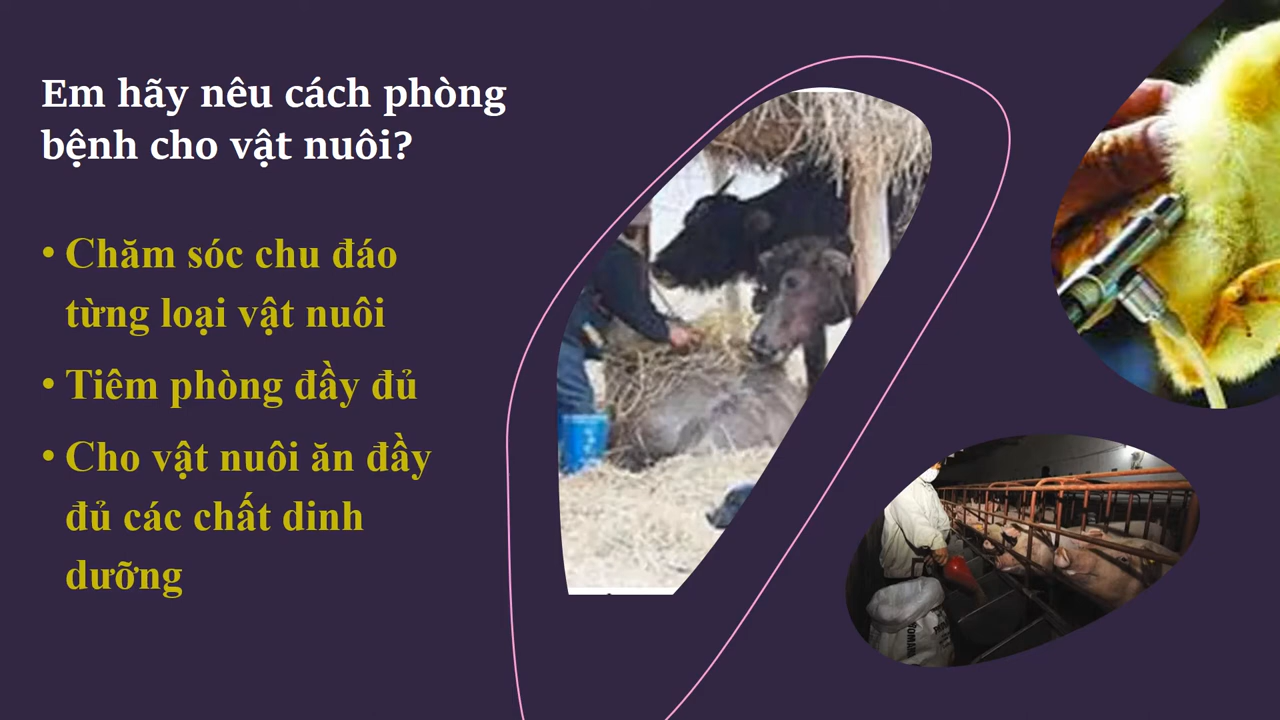 Em hãy nêu cách phòng
bệnh cho vật nuôi?
• Chăm sóc chu đáo
từng loại vật nuôi
• Tiêm phòng đầy đủ
• Cho vật nuôi ăn đầy
đủ các chất dinh
dưỡng